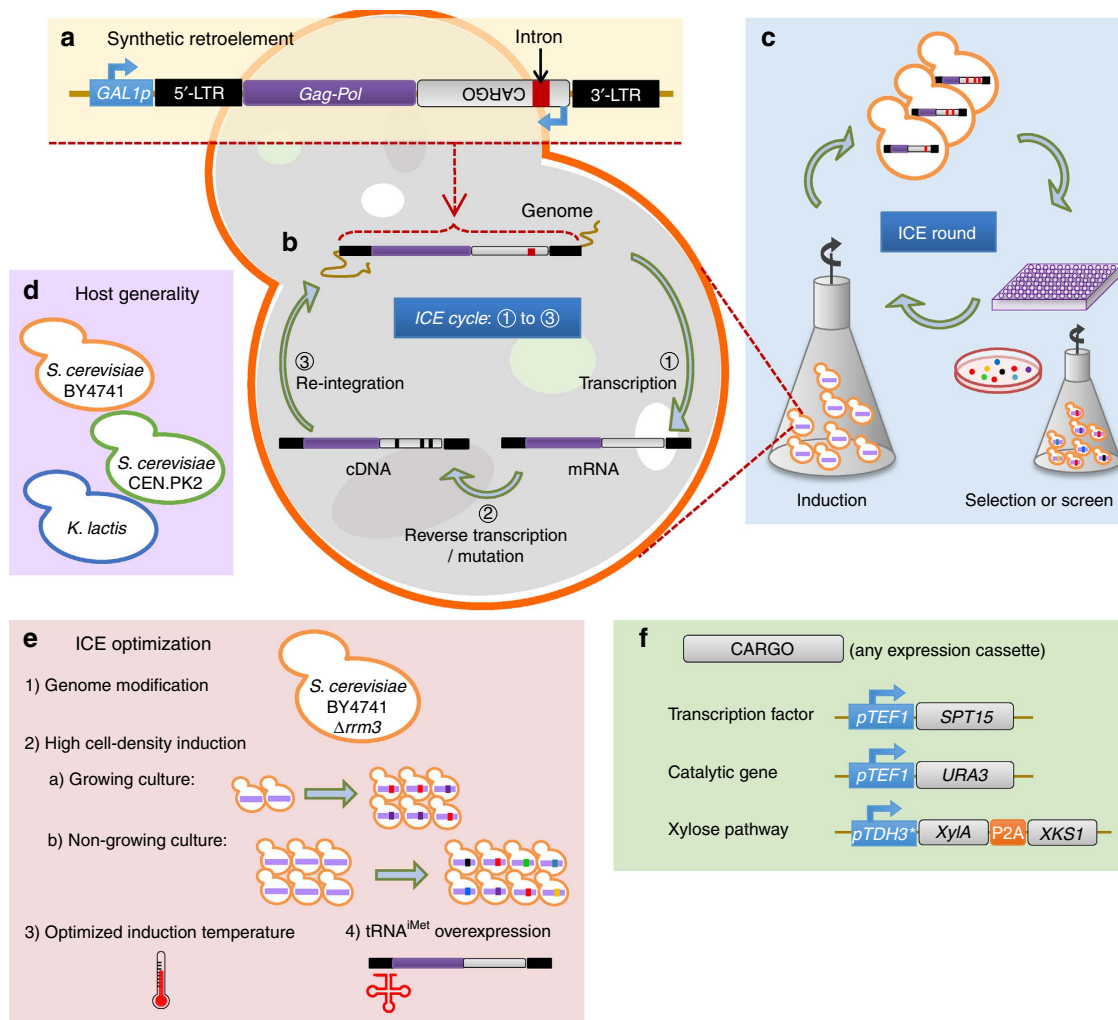 a Synthetic retroelement
Intron
GAL1p
5′-LTR
Gag-Pol
CARGO
3′-LTR
b
Genome
ICE cycle: ① to ③
①
Transcription
mRNA
②
Reverse transcription
/ mutation
cDNA
③
Re-integration
c
ICE round
Induction
Selection or screen
d Host generality
S. cerevisiae
BY4741
S. cerevisiae
CEN.PK2
K. lactis
e ICE optimization
1) Genome modification
S. cerevisiae
BY4741
Δrrm3
2) High cell-density induction
a) Growing culture:
b) Non-growing culture:
3) Optimized induction temperature
4) tRNAiMet overexpression
f
CARGO (any expression cassette)
Transcription factor
pTEF1 SPT15
Catalytic gene
pTEF1 URA3
Xylose pathway
pTDH3* XylA P2A XKS1